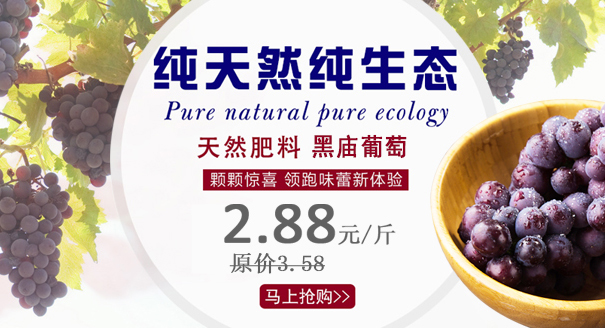 纯天然纯生态
Pure natural pure ecology
天然肥料 黑庙葡萄
颗颗惊喜 领跑味蕾新体验
2.88元/斤
原价3.58
马上抢购>>